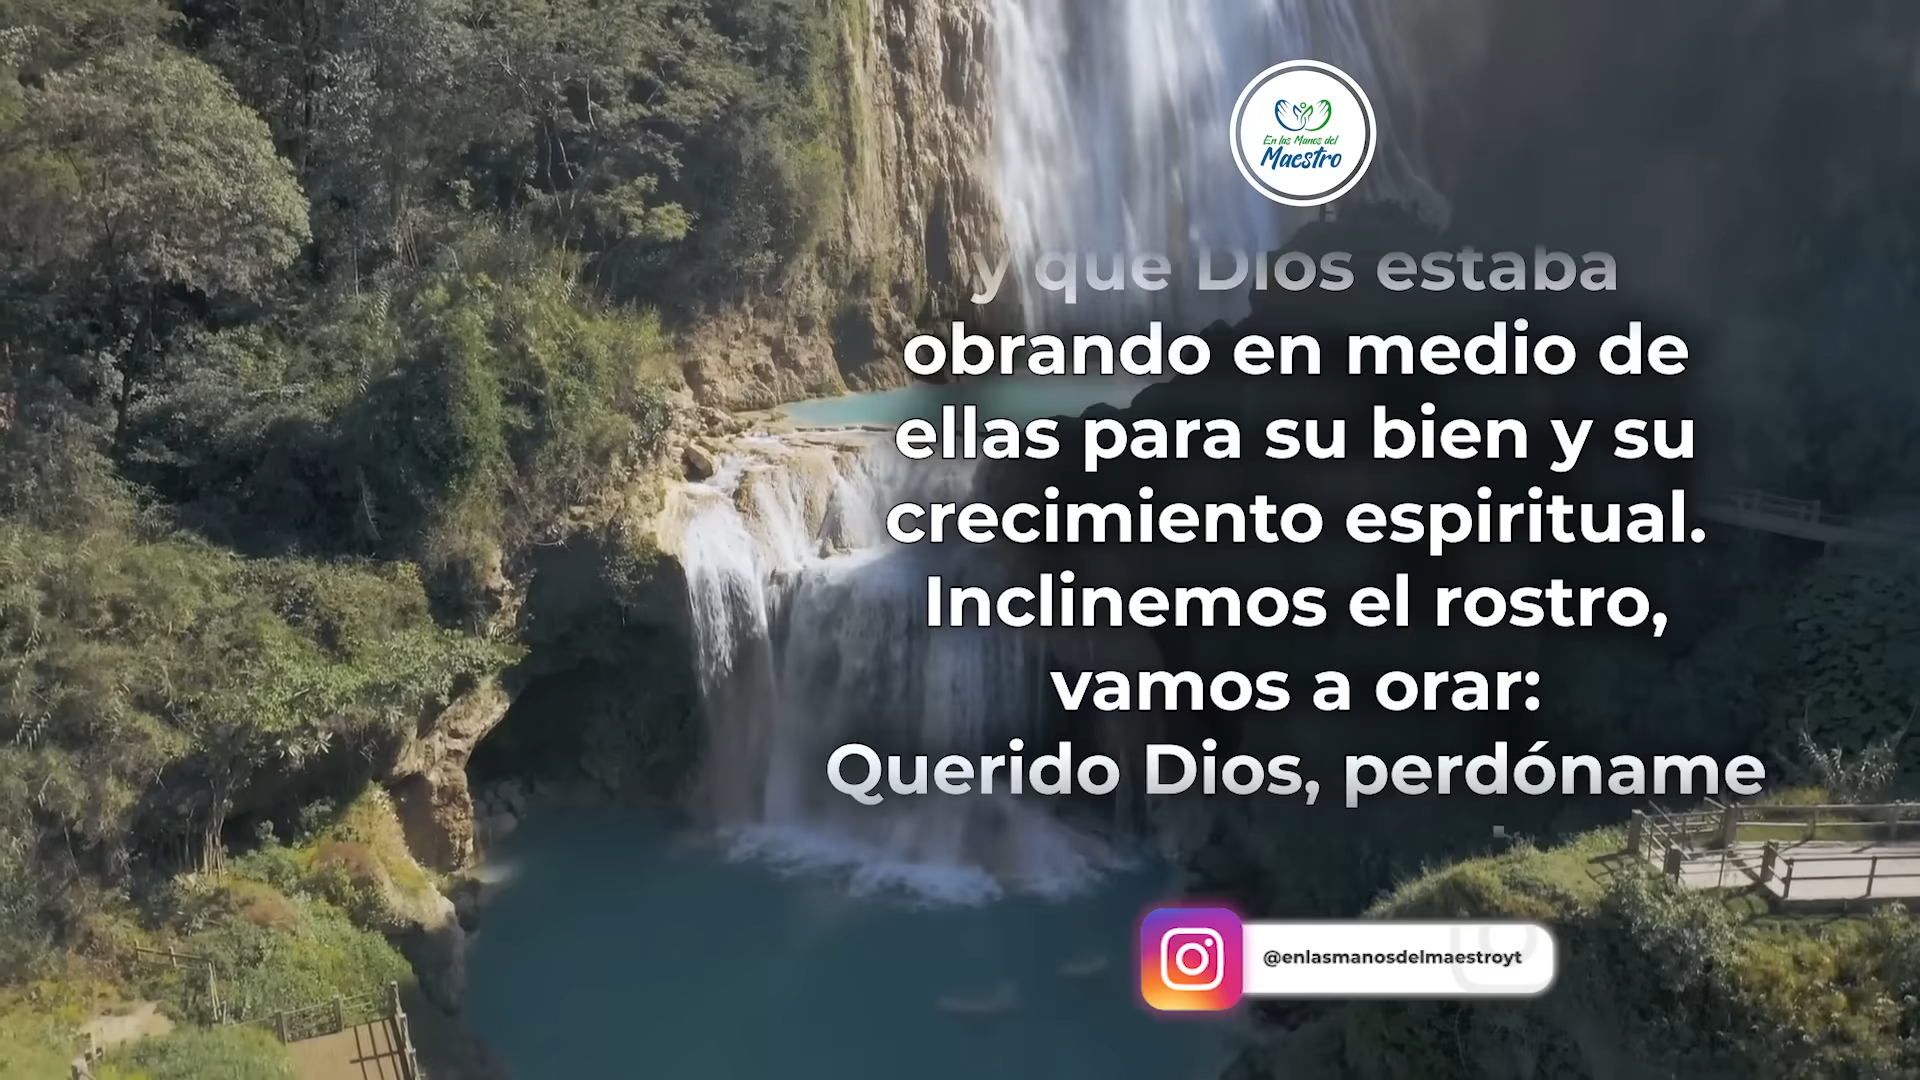 En las Manos del
Maestro
y que Dios estaba
obrando en medio de
ellas para su bien y su
crecimiento espiritual.
Inclinemos el rostro,
vamos a orar:
Querido Dios, perdóname
@enlasmanosdelmaestroyt